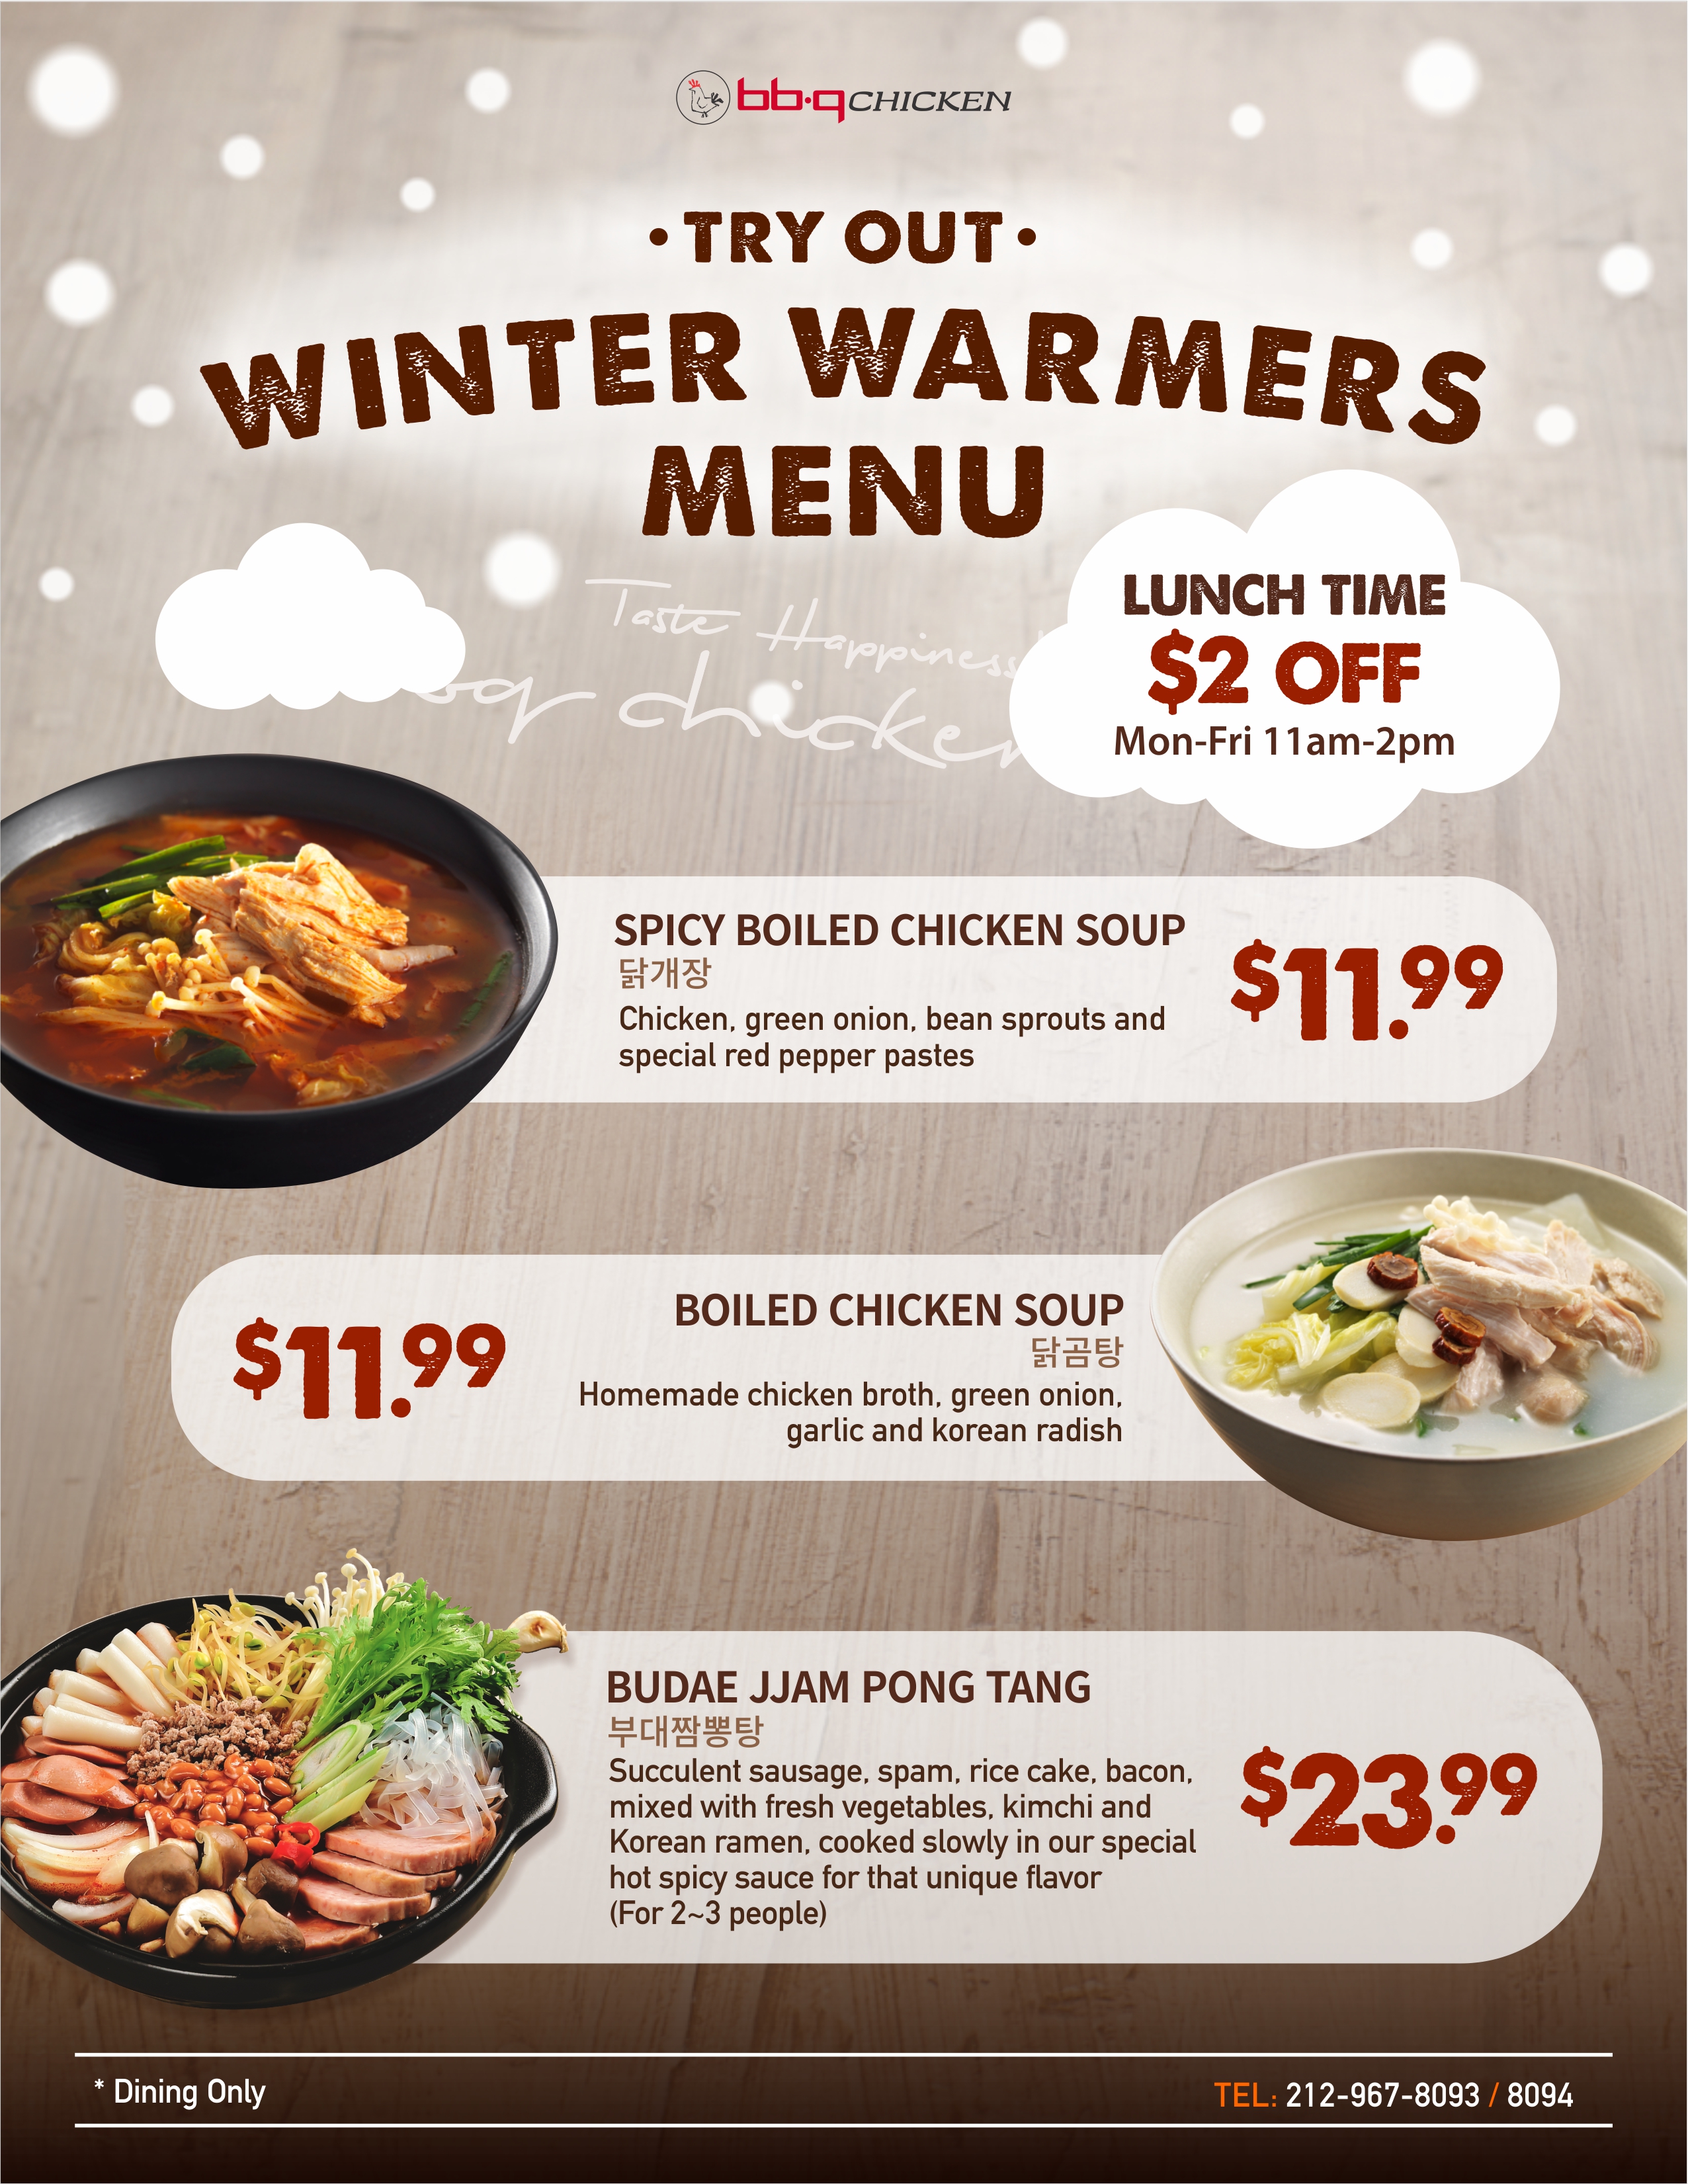 bb.q CHICKEN
• TRY OUT •
WINTER WARMERS
MENU
Taste Happiness
chicken
LUNCH TIME
$2 OFF
Mon-Fri 11am-2pm
SPICY BOILED CHICKEN SOUP
닭개장
Chicken, green onion, bean sprouts and
special red pepper pastes
$11.99
BOILED CHICKEN SOUP
닭곰탕
Homemade chicken broth, green onion,
garlic and korean radish
$11.99
BUDAE JJAM PONG TANG
부대짬뽕탕
Succulent sausage, spam, rice cake, bacon,
mixed with fresh vegetables, kimchi and
Korean ramen, cooked slowly in our special
hot spicy sauce for that unique flavor
(For 2~3 people)
$23.99
* Dining Only
TEL: 212-967-8093 / 8094